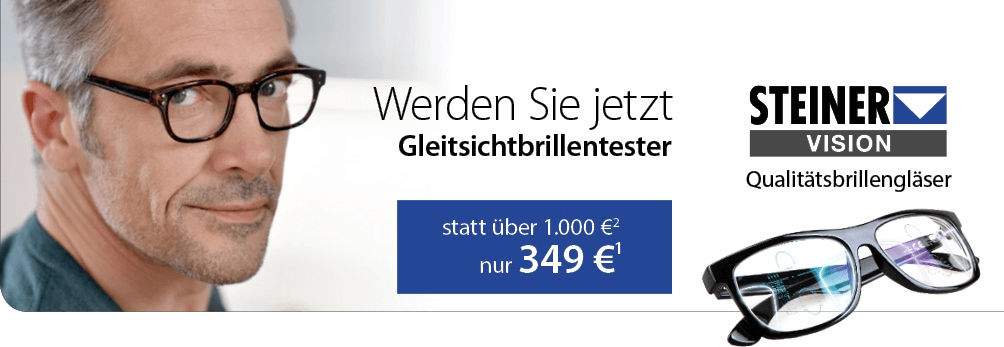 Werden Sie jetzt
Gleitsichtbrillentester
statt über 1.000 €²
nur 349 €¹
STEINER
VISION
Qualitätsbrillengläser